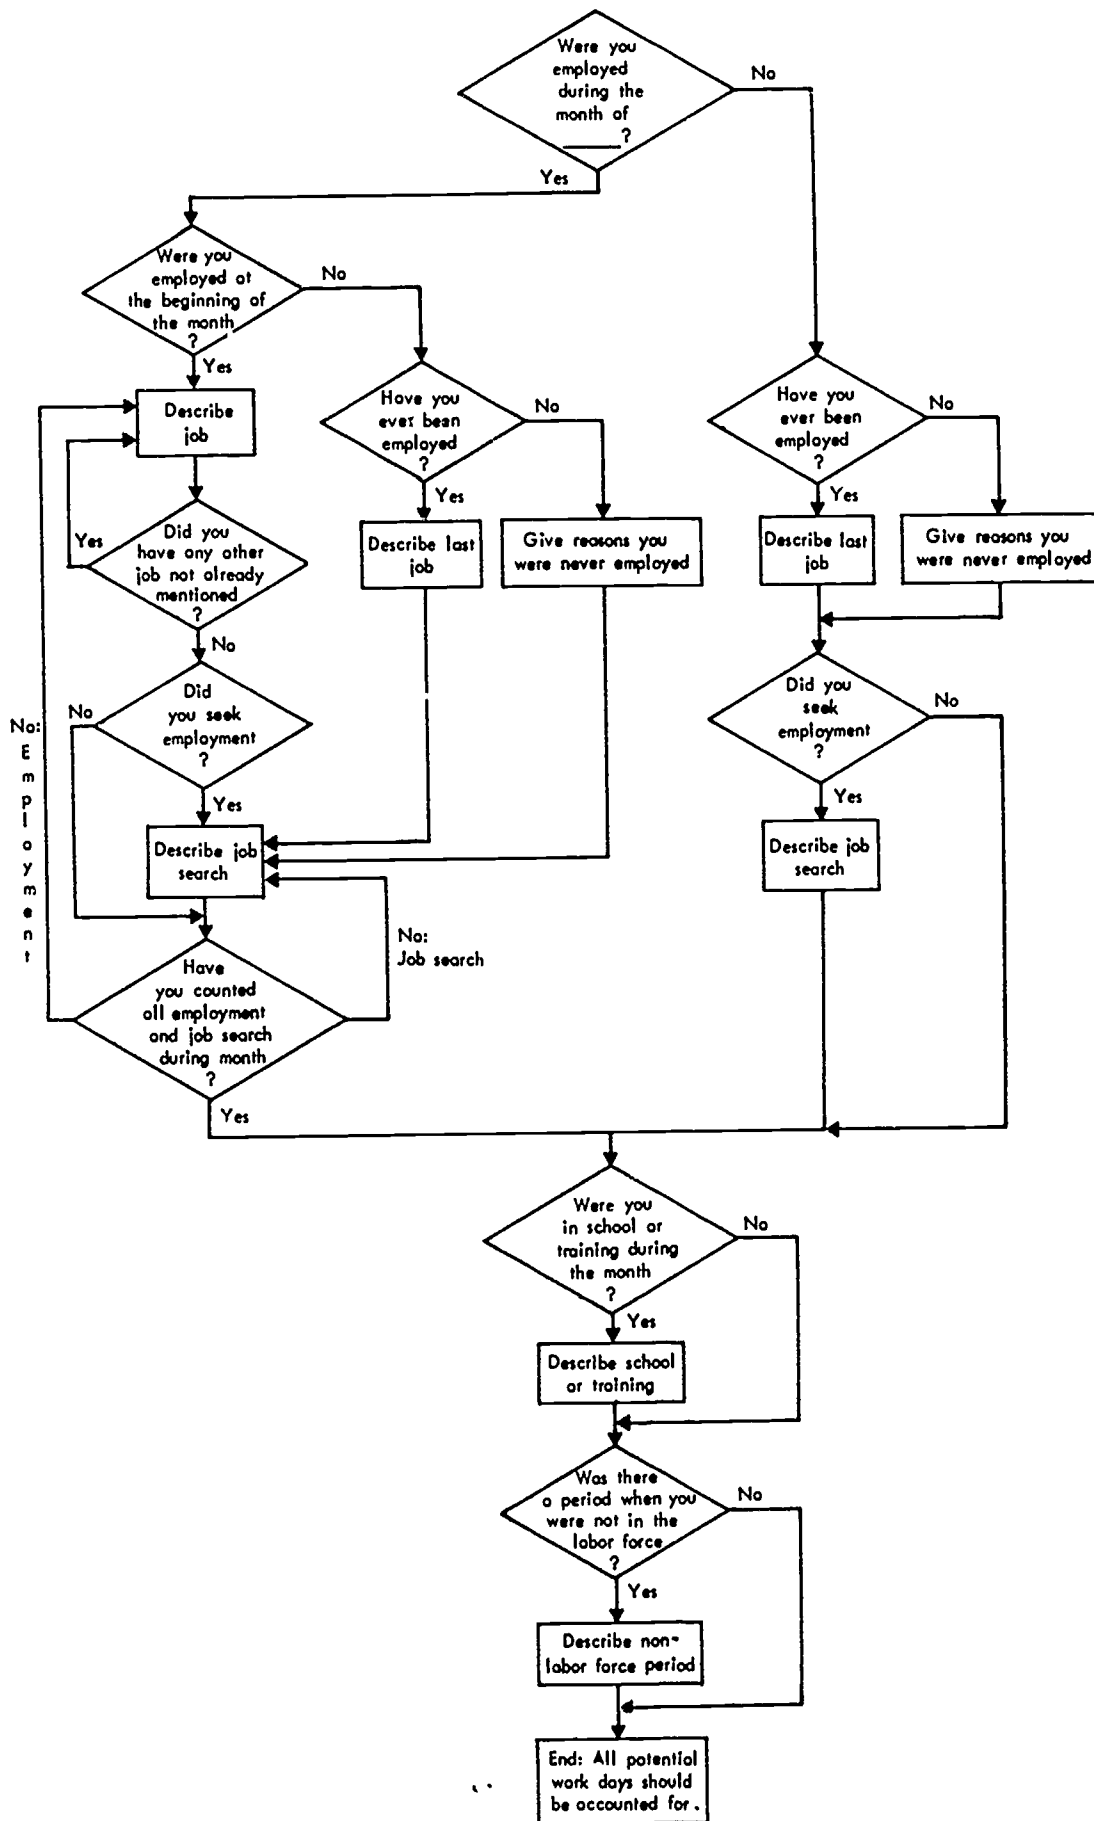 Were you
employed
during the
month of
______?
No
Yes
Were you
employed at
the beginning of
the month
?
No
Yes
Describe
job
Have you
ever been
employed
?
No
Yes
Have you
ever been
employed
?
No
Yes
Did you
have any other
job not already
mentioned
?
Yes
No
Describe last
job
Give reasons you
were never employed
Describe last
job
Give reasons you
were never employed
Did
you seek
employment
?
No
Yes
Did you
seek
employment
?
No
Yes
No:
Employment
Describe job
search
Describe job
search
No:
Job search
Have
you counted
all employment
and job search
during month
?
Yes
Were you
in school or
training during
the month
?
No
Yes
Describe school
or training
Was there
a period when you
were not in the
labor force
?
No
Yes
Describe non-
labor force period
End: All potential
work days should
be accounted for.